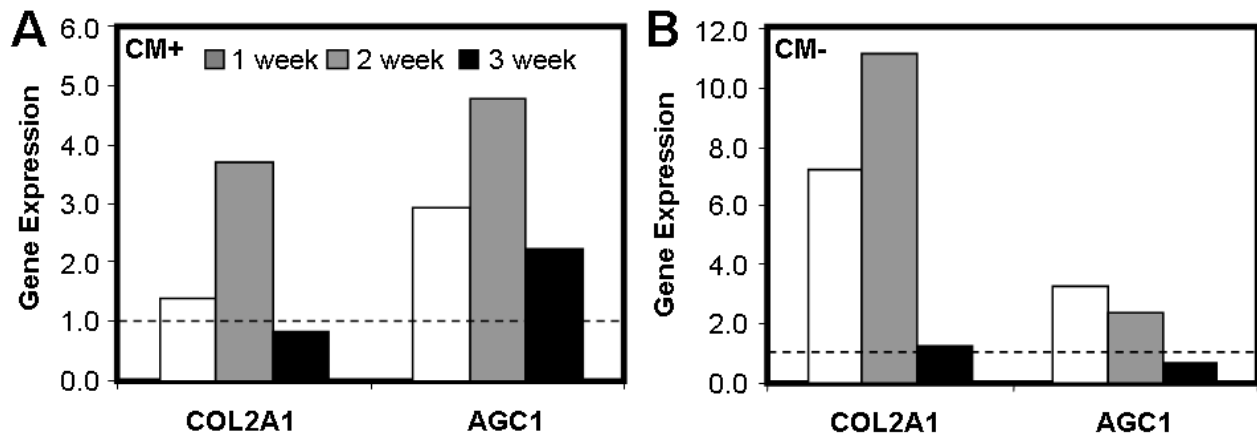 A
CM+
1 week
2 week
3 week
Gene Expression
6.0
5.0
4.0
3.0
2.0
1.0
0.0
COL2A1
AGC1
B
CM-
Gene Expression
12.0
10.0
8.0
6.0
4.0
2.0
0.0
COL2A1
AGC1